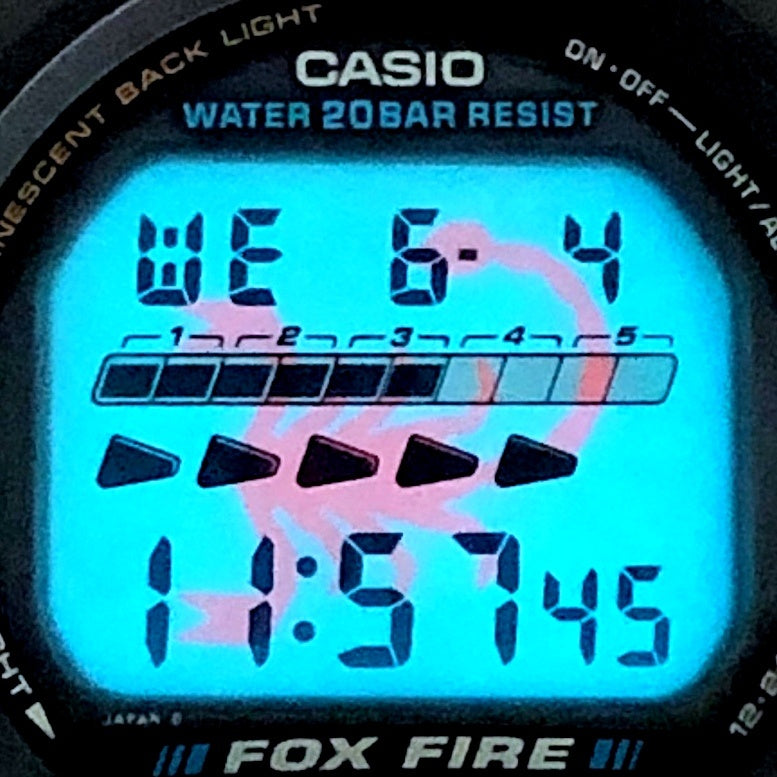 NESCENT BACK LIGHT
CASIO
ON·OFF—LIGHT/
WATER 20BAR RESIST
WE 6-4
1 2 3 4 5
11:57 45
JAPAN
FOX FIRE